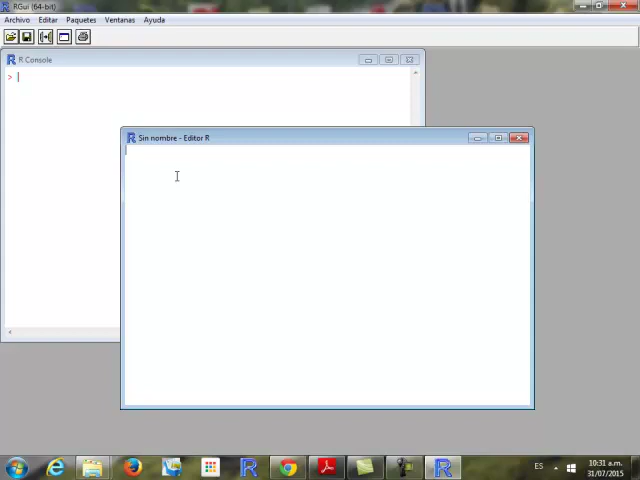 RGui (64-bit)
Archivo Editar Paquetes Ventanas Ayuda
R Console
>
Sin nombre - Editor R
ES
10:31 a.m.
31/07/2015